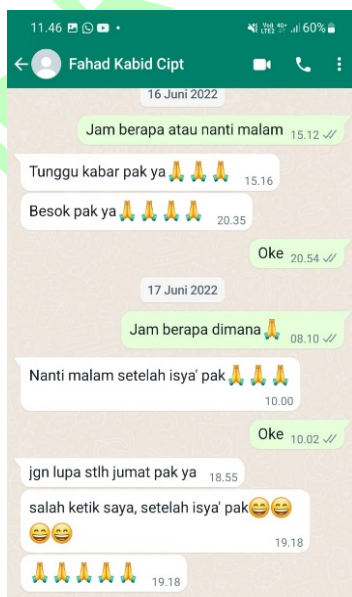 11.46
60%
Fahad Kabid Cipt
16 Juni 2022
Jam berapa atau nanti malam 15.12
Tunggu kabar pak ya🙏🙏🙏 15.16
Besok pak ya🙏🙏🙏🙏 20.35
Oke 20.54
17 Juni 2022
Jam berapa dimana🙏 08.10
Nanti malam setelah isya' pak🙏🙏🙏
10.00
Oke 10.02
jgn lupa stlh jumat pak ya 18.55
salah ketik saya, setelah isya' pak😄😄
😄😄 19.18
🙏🙏🙏🙏🙏 19.18